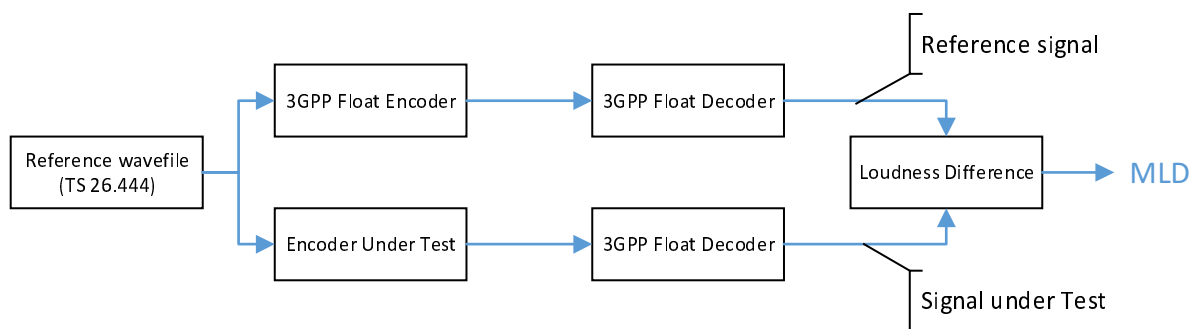 Reference signal
3GPP Float Encoder
3GPP Float Decoder
Reference wavefile
(TS 26.444)
Loudness Difference
MLD
Encoder Under Test
3GPP Float Decoder
Signal under Test